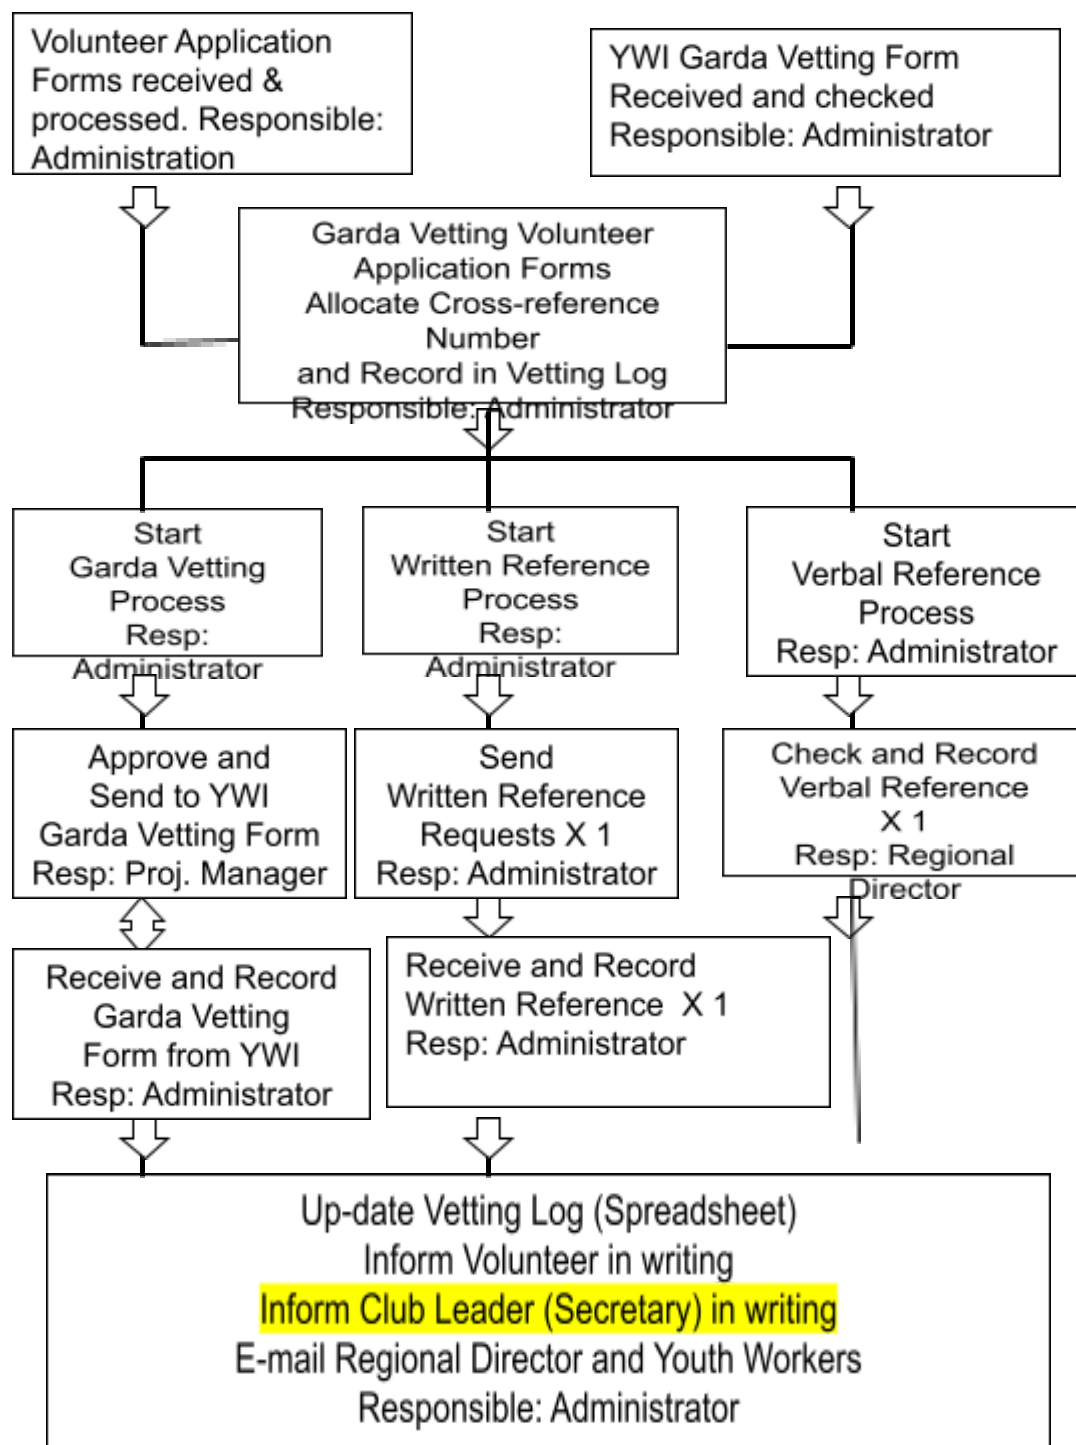 Volunteer Application
Forms received &
processed. Responsible:
Administration
YWI Garda Vetting Form
Received and checked
Responsible: Administrator
Garda Vetting Volunteer
Application Forms
Allocate Cross-reference
Number
and Record in Vetting Log
Responsible: Administrator
Start
Garda Vetting
Process
Resp:
Administrator
Start
Written Reference
Process
Resp:
Administrator
Start
Verbal Reference
Process
Resp: Administrator
Approve and
Send to YWI
Garda Vetting Form
Resp: Proj. Manager
Send
Written Reference
Requests X 1
Resp: Administrator
Check and Record
Verbal Reference
X 1
Resp: Regional
Director
Receive and Record
Garda Vetting
Form from YWI
Resp: Administrator
Receive and Record
Written Reference X 1
Resp: Administrator
Up-date Vetting Log (Spreadsheet)
Inform Volunteer in writing
Inform Club Leader (Secretary) in writing
E-mail Regional Director and Youth Workers
Responsible: Administrator